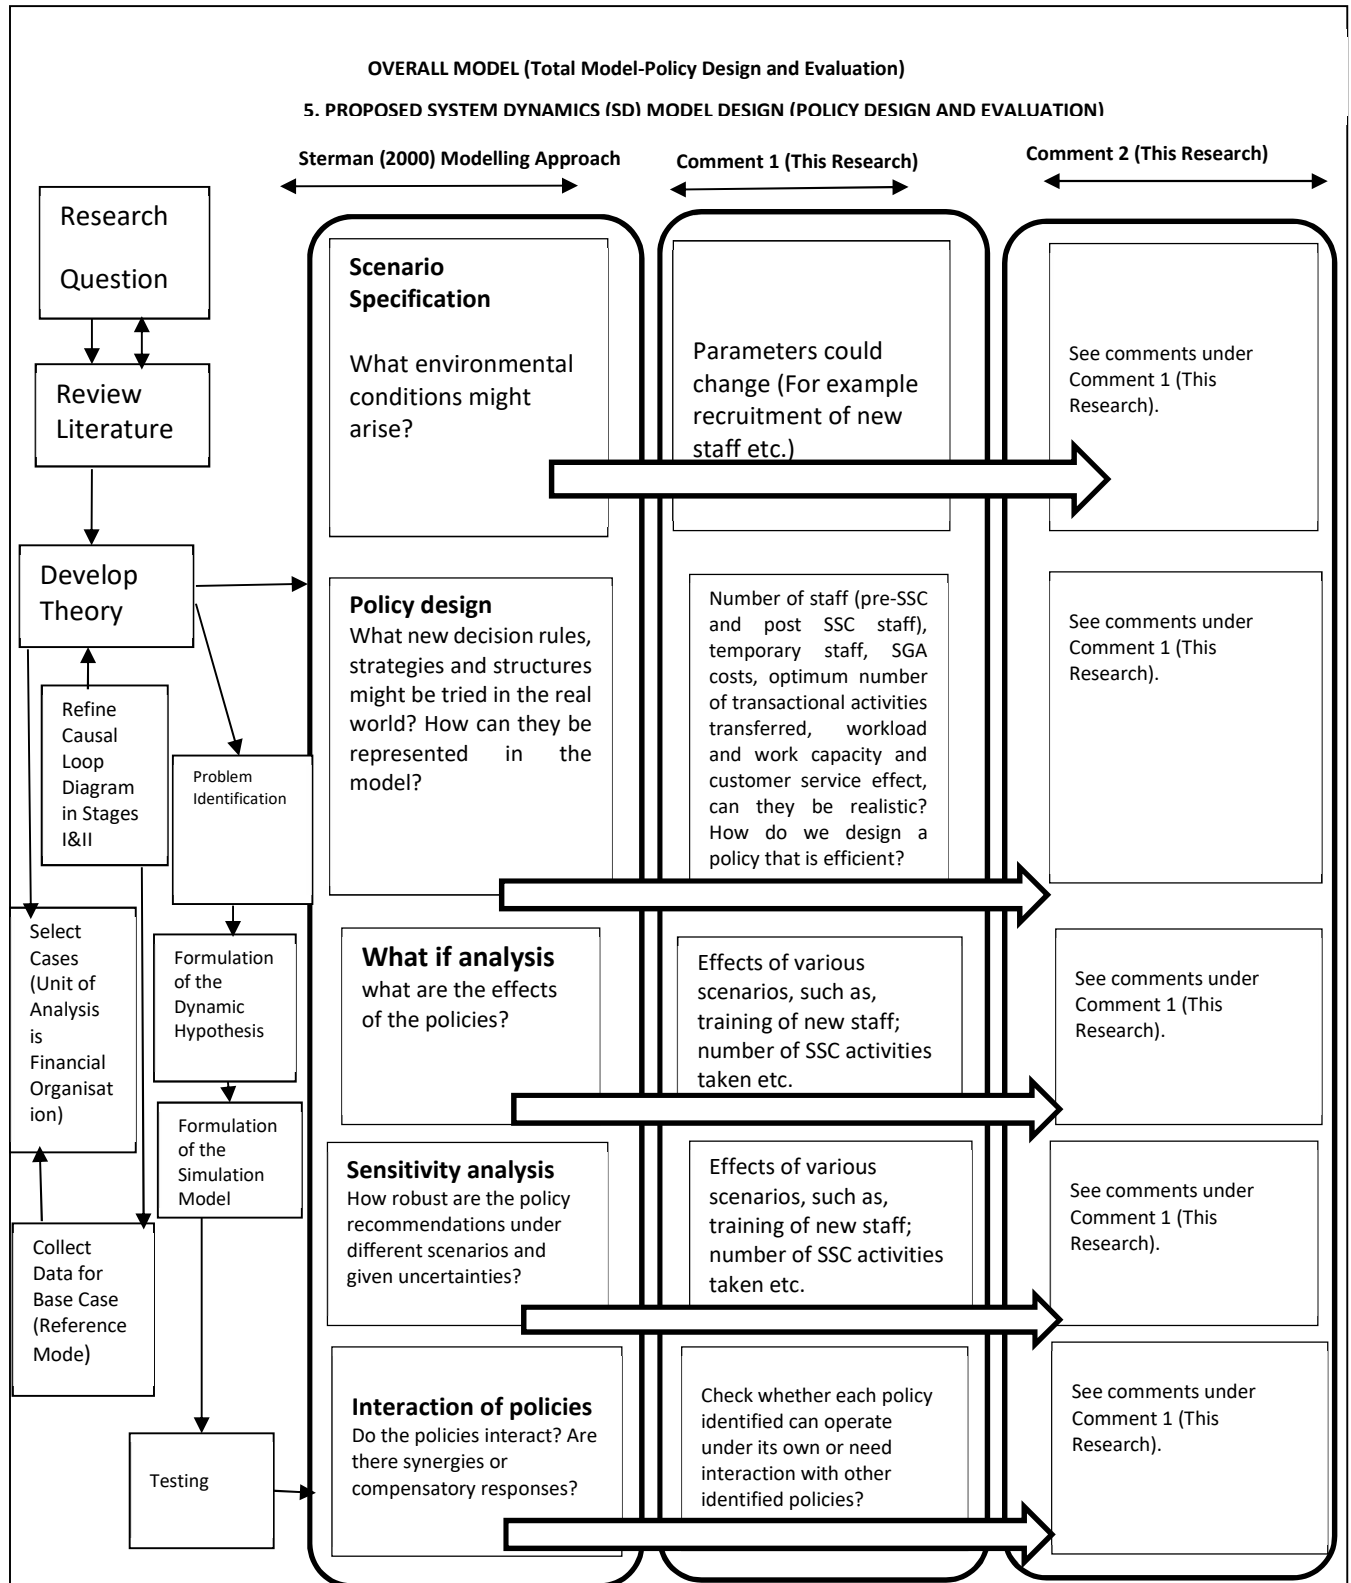 OVERALL MODEL (Total Model-Policy Design and Evaluation)
5. PROPOSED SYSTEM DYNAMICS (SD) MODEL DESIGN (POLICY DESIGN AND EVALUATION)
Sterman (2000) Modelling Approach
Comment 1 (This Research)
Comment 2 (This Research)
Research
Question
Review
Literature
Develop
Theory
Refine
Causal
Loop
Diagram
in Stages
I&II
Problem
Identification
Select
Cases
(Unit of
Analysis
is
Financial
Organisat
ion)
Formulation
of the
Dynamic
Hypothesis
Formulation
of the
Simulation
Model
Collect
Data for
Base Case
(Reference
Mode)
Testing
Scenario
Specification
What environmental
conditions might
arise?
Parameters could
change (For example
recruitment of new
staff etc.)
See comments under
Comment 1 (This
Research).
Policy design
What new decision rules,
strategies and structures
might be tried in the real
world? How can they be
represented in the
model?
Number of staff (pre-SSC
and post SSC staff),
temporary staff, SGA
costs, optimum number
of transactional activities
transferred, workload
and work capacity and
customer service effect,
can they be realistic?
How do we design a
policy that is efficient?
See comments under
Comment 1 (This
Research).
What if analysis
what are the effects
of the policies?
Effects of various
scenarios, such as,
training of new staff;
number of SSC activities
taken etc.
See comments under
Comment 1 (This
Research).
Sensitivity analysis
How robust are the policy
recommendations under
different scenarios and
given uncertainties?
Effects of various
scenarios, such as,
training of new staff;
number of SSC activities
taken etc.
See comments under
Comment 1 (This
Research).
Interaction of policies
Do the policies interact? Are
there synergies or
compensatory responses?
Check whether each policy
identified can operate
under its own or need
interaction with other
identified policies?
See comments under
Comment 1 (This
Research).